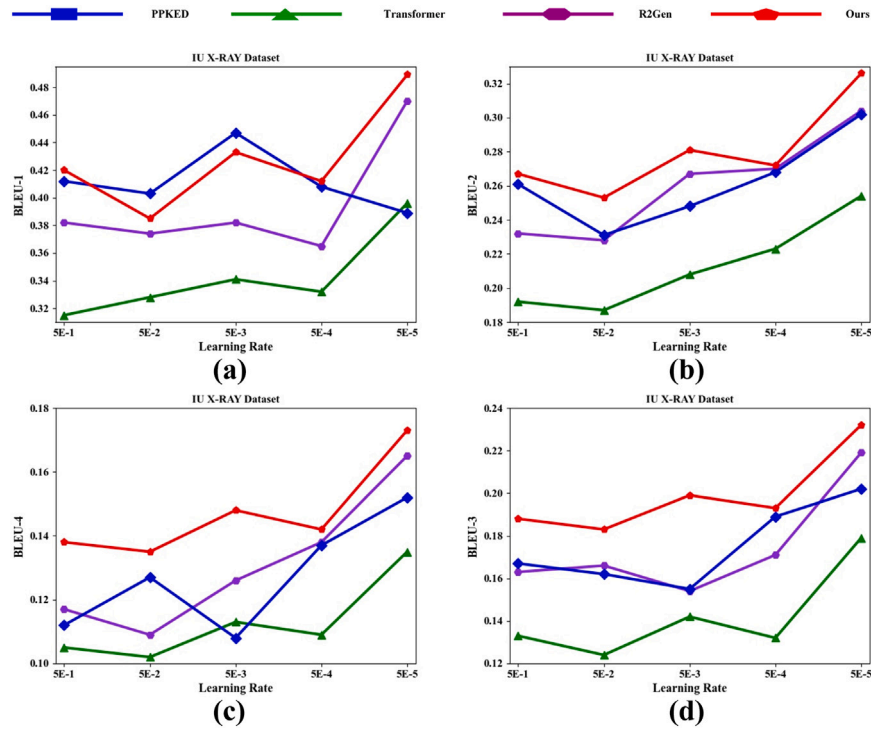 PPKED Transformer R2Gen Ours
IU X-RAY Dataset
BLEU-1
0.48
0.46
0.44
0.42
0.40
0.38
0.36
0.34
0.32
5E-1 5E-2 5E-3 5E-4 5E-5
Learning Rate
(a)
IU X-RAY Dataset
BLEU-2
0.32
0.30
0.28
0.26
0.24
0.22
0.20
0.18
5E-1 5E-2 5E-3 5E-4 5E-5
Learning Rate
(b)
IU X-RAY Dataset
BLEU-4
0.18
0.16
0.14
0.12
0.10
5E-1 5E-2 5E-3 5E-4 5E-5
Learning Rate
(c)
IU X-RAY Dataset
BLEU-3
0.24
0.22
0.20
0.18
0.16
0.14
0.12
5E-1 5E-2 5E-3 5E-4 5E-5
Learning Rate
(d)